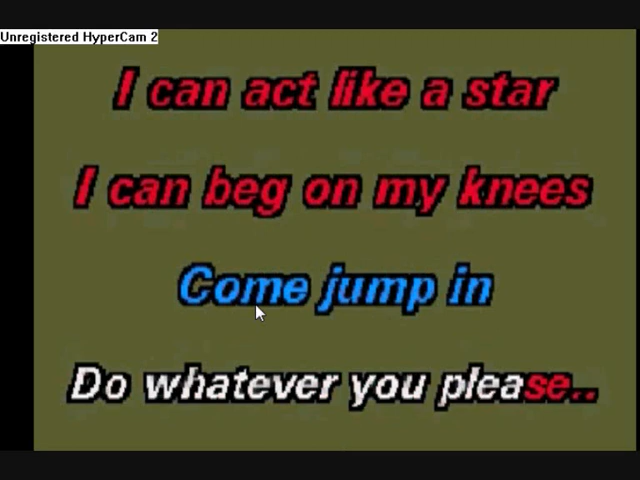 Unregistered HyperCam 2
I can act like a star
I can beg on my knees
Come jump in
Do whatever you please..